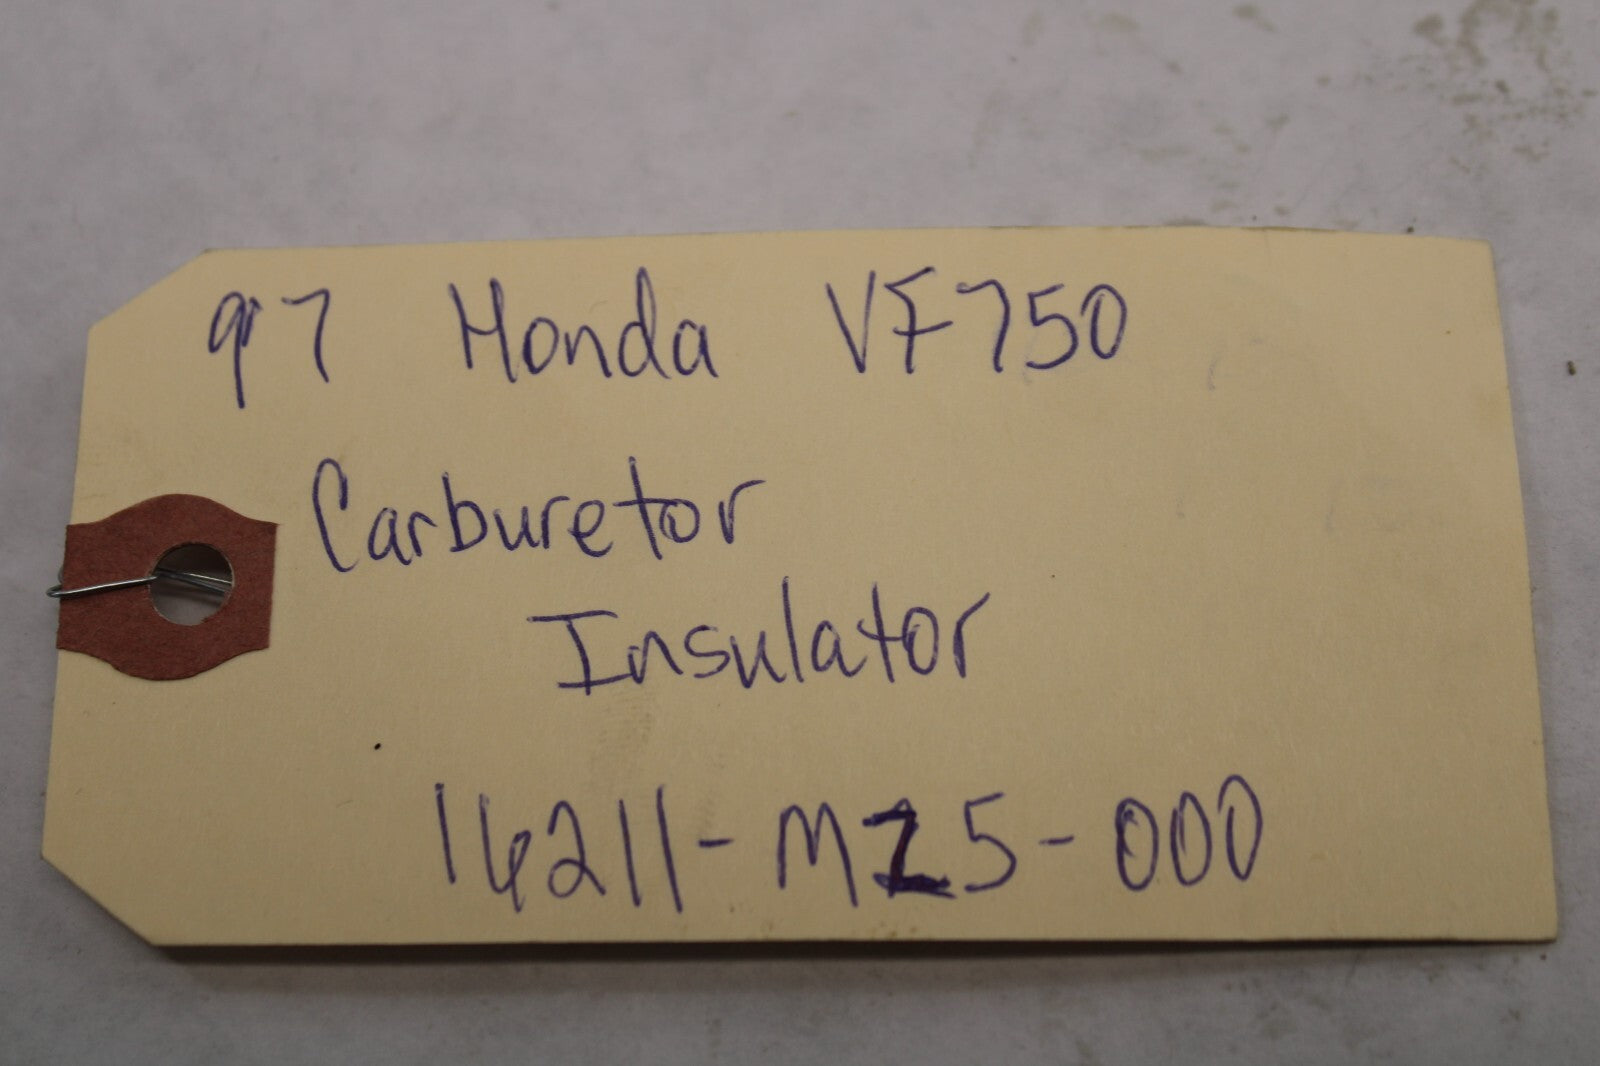 97 Honda VF750
Carburetor
Insulator
16211-MZ5-000